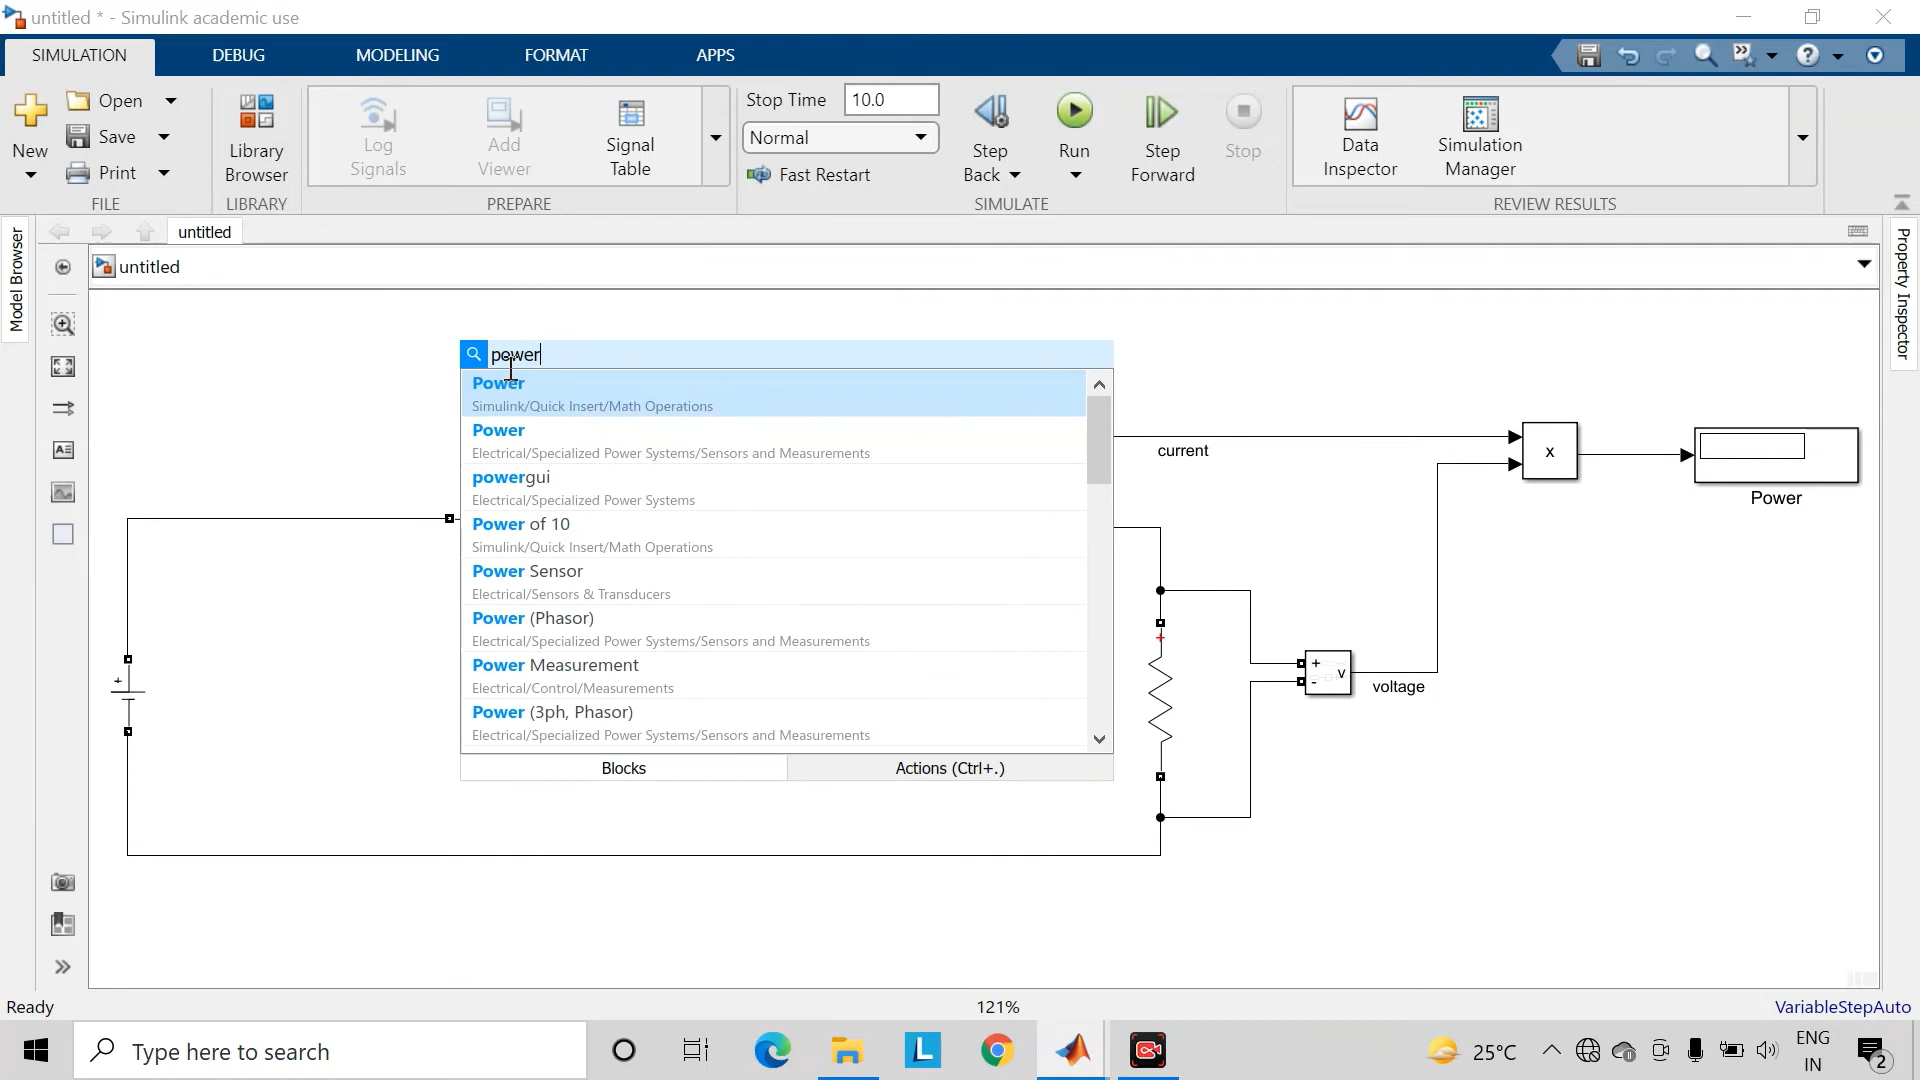 untitled * - Simulink academic use
SIMULATION
DEBUG
MODELING
FORMAT
APPS
New
Open
Save
Print
FILE
Library
Browser
LIBRARY
Log
Signals
Add
Viewer
Signal
Table
PREPARE
Stop Time
10.0
Normal
Fast Restart
Step
Back
Run
Step
Forward
Stop
SIMULATE
Data
Inspector
Simulation
Manager
REVIEW RESULTS
Model Browser
untitled
untitled
Property Inspector
power
Power
Simulink/Quick Insert/Math Operations
Power
Electrical/Specialized Power Systems/Sensors and Measurements
powergui
Electrical/Specialized Power Systems
Power of 10
Simulink/Quick Insert/Math Operations
Power Sensor
Electrical/Sensors & Transducers
Power (Phasor)
Electrical/Specialized Power Systems/Sensors and Measurements
Power Measurement
Electrical/Control/Measurements
Power (3ph, Phasor)
Electrical/Specialized Power Systems/Sensors and Measurements
Blocks
Actions (Ctrl+.)
current
x
Power
+
+
+
-
v
voltage
Ready
121%
VariableStepAuto
Type here to search
L
25°C
ENG
IN
2